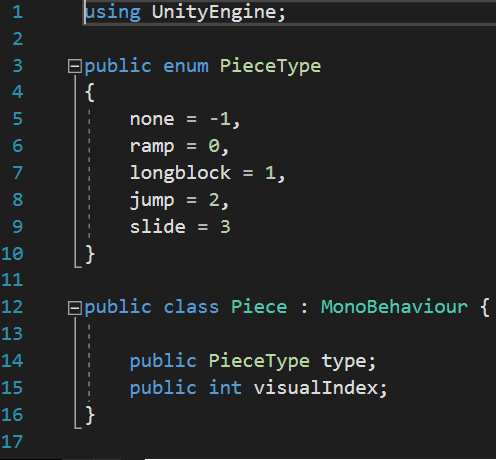 1 using UnityEngine;
2
3 public enum PieceType
4 {
5 none = -1,
6 ramp = 0,
7 longblock = 1,
8 jump = 2,
9 slide = 3
10 }
11
12 public class Piece : MonoBehaviour {
13
14 public PieceType type;
15 public int visualIndex;
16 }
17